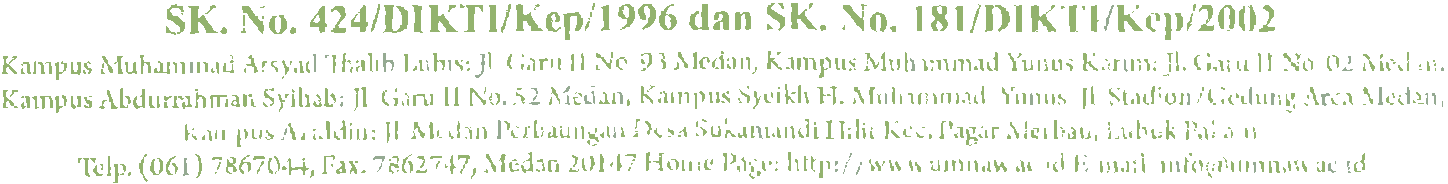 SK. No. 424/DIKTI/Kep/1996 dan SK. No. 181/DIKTI/Kep/2002
Kampus Muhammad Arsyad Thalib Lubis: Jl. Garu II No. 93 Medan, Kampus Muhammad Yunus Karim: Jl. Garu II No. 02 Medan,
Kampus Abdurrahman Syihab: Jl. Garu II No. 52 Medan, Kampus Syeikh H. Muhammad Yunus Jl. Stadion/Gedung Arca Medan,
Kampus Aziddin: Jl. Medan Perbaungan Desa Sukamandi Hilir Kec. Pagar Merbau, Lubuk Pakam
Telp. (061) 7867044, Fax. 7862747, Medan 20147 Home Page: http://www.umnaw.ac.id E-mail: info@umnaw.ac.id